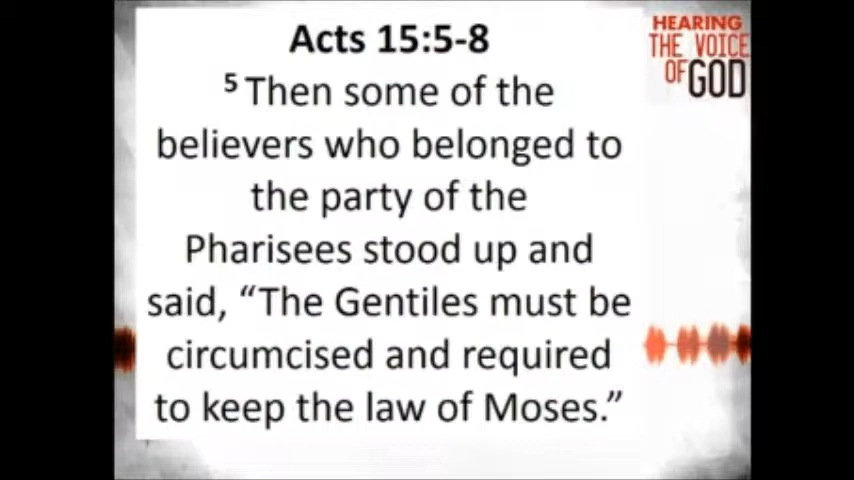 Acts 15:5-8
5 Then some of the
believers who belonged to
the party of the
Pharisees stood up and
said, “The Gentiles must be
circumcised and required
to keep the law of Moses.”
HEARING
THE VOICE
OF GOD